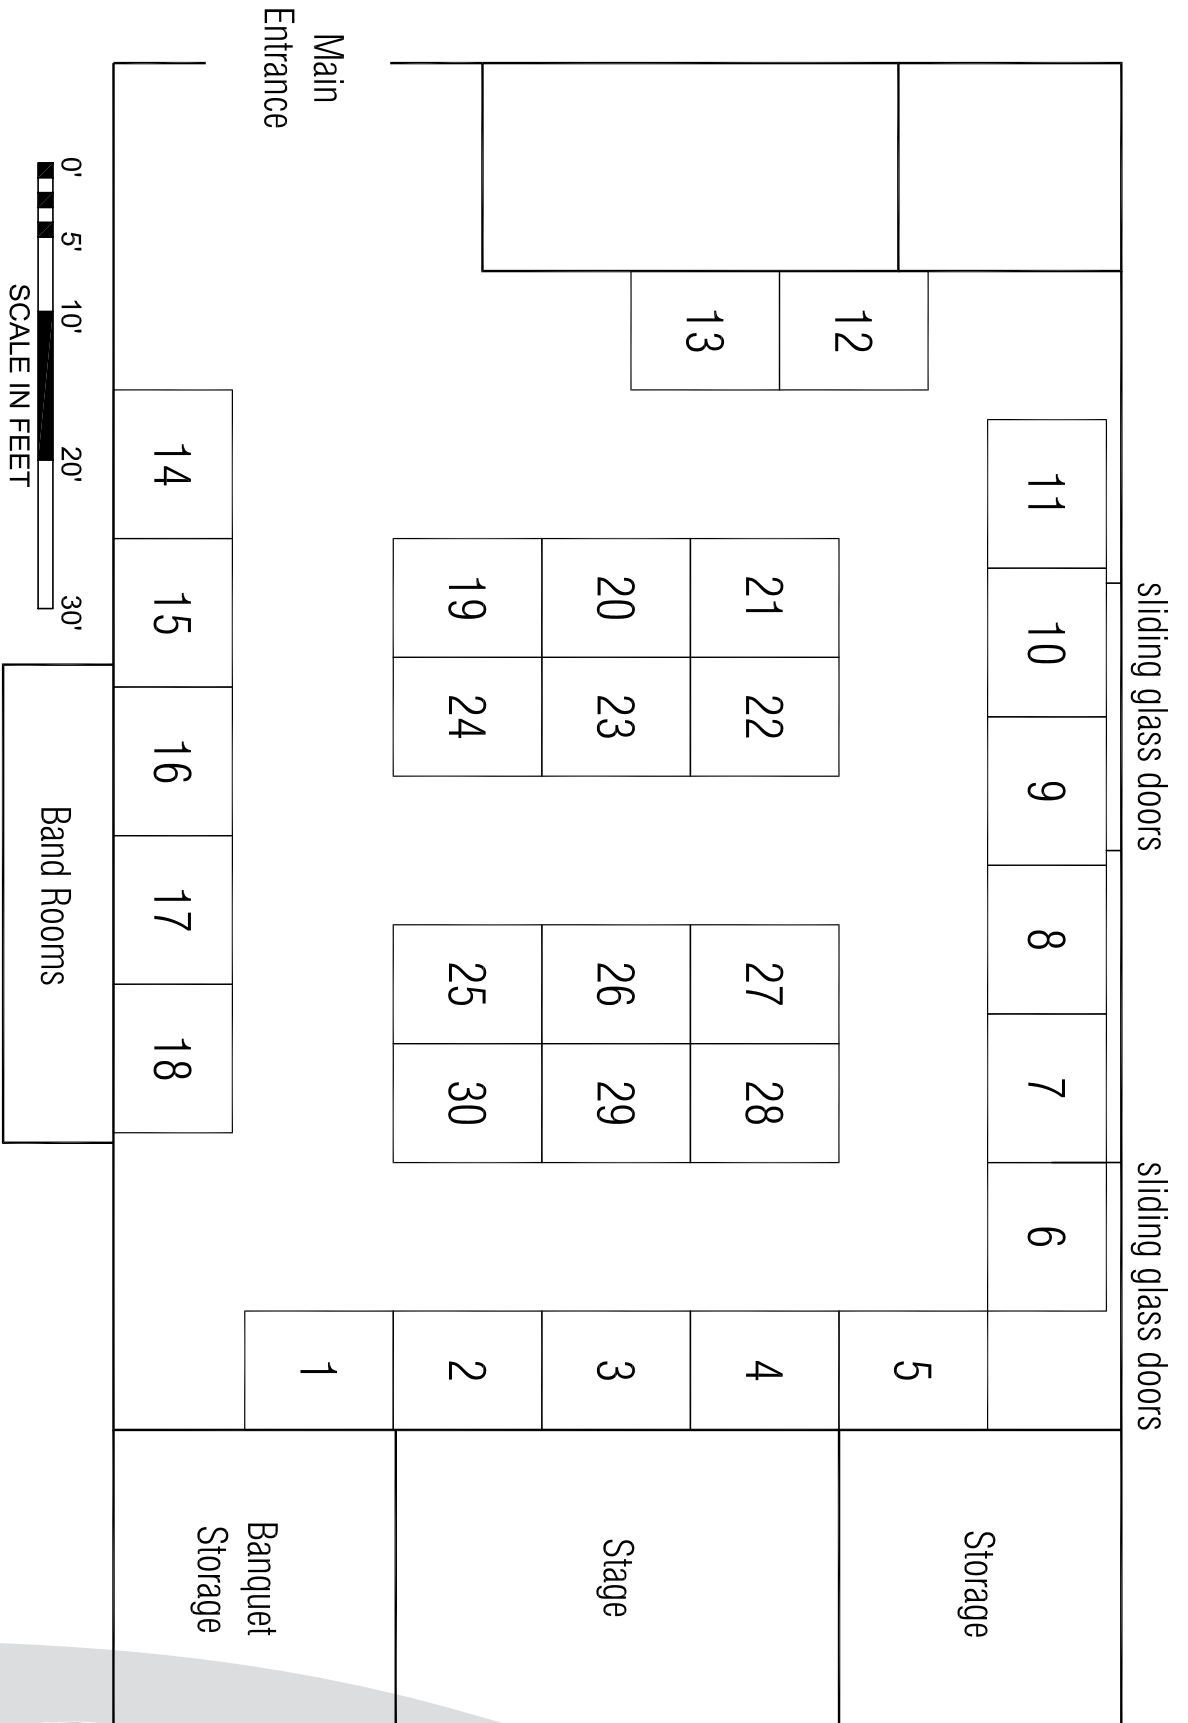 sliding glass doors
sliding glass doors
11 10 9 8 7 6
Storage
5
12
21 22 27 28 4
13
20 23 26 29 3
Stage
19 24 25 30 2
Main
Entrance
1
Banquet
Storage
14 15 16 17 18
0' 5' 10' 20' 30'
SCALE IN FEET
Band Rooms